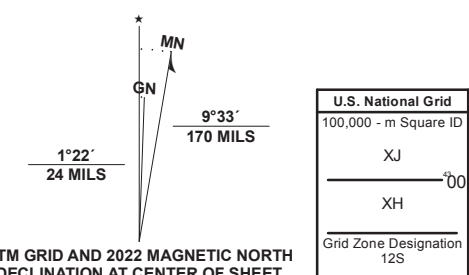 ★
MN
GN
9°33´
170 MILS
1°22´
24 MILS
TM GRID AND 2022 MAGNETIC NORTH
DECLINATION AT CENTER OF SHEET
U.S. National Grid
100,000 - m Square ID
XJ
4300
XH
Grid Zone Designation
12S